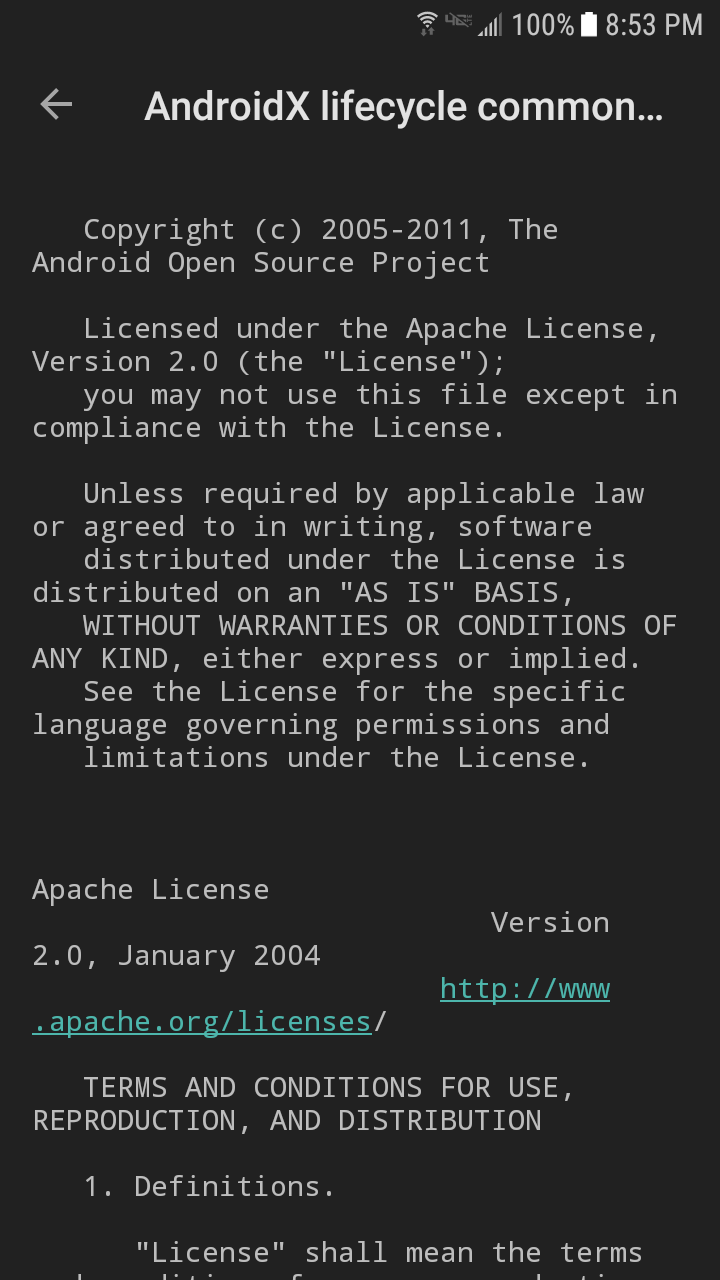 100% 8:53 PM
AndroidX lifecycle common...
Copyright (c) 2005-2011, The
Android Open Source Project
Licensed under the Apache License,
Version 2.0 (the "License");
you may not use this file except in
compliance with the License.
Unless required by applicable law
or agreed to in writing, software
distributed under the License is
distributed on an "AS IS" BASIS,
WITHOUT WARRANTIES OR CONDITIONS OF
ANY KIND, either express or implied.
See the License for the specific
language governing permissions and
limitations under the License.
Apache License
Version
2.0, January 2004
http://www
.apache.org/licenses/
TERMS AND CONDITIONS FOR USE,
REPRODUCTION, AND DISTRIBUTION
1. Definitions.
"License" shall mean the terms